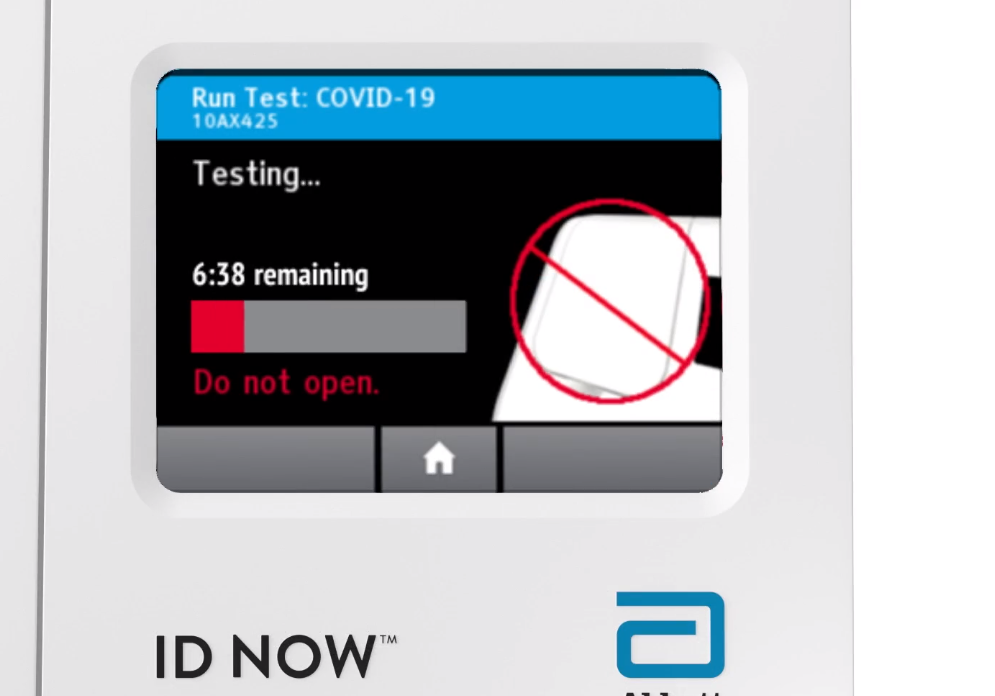 Run Test: COVID-19
10AX425
Testing...
6:38 remaining
Do not open.
ID NOW™